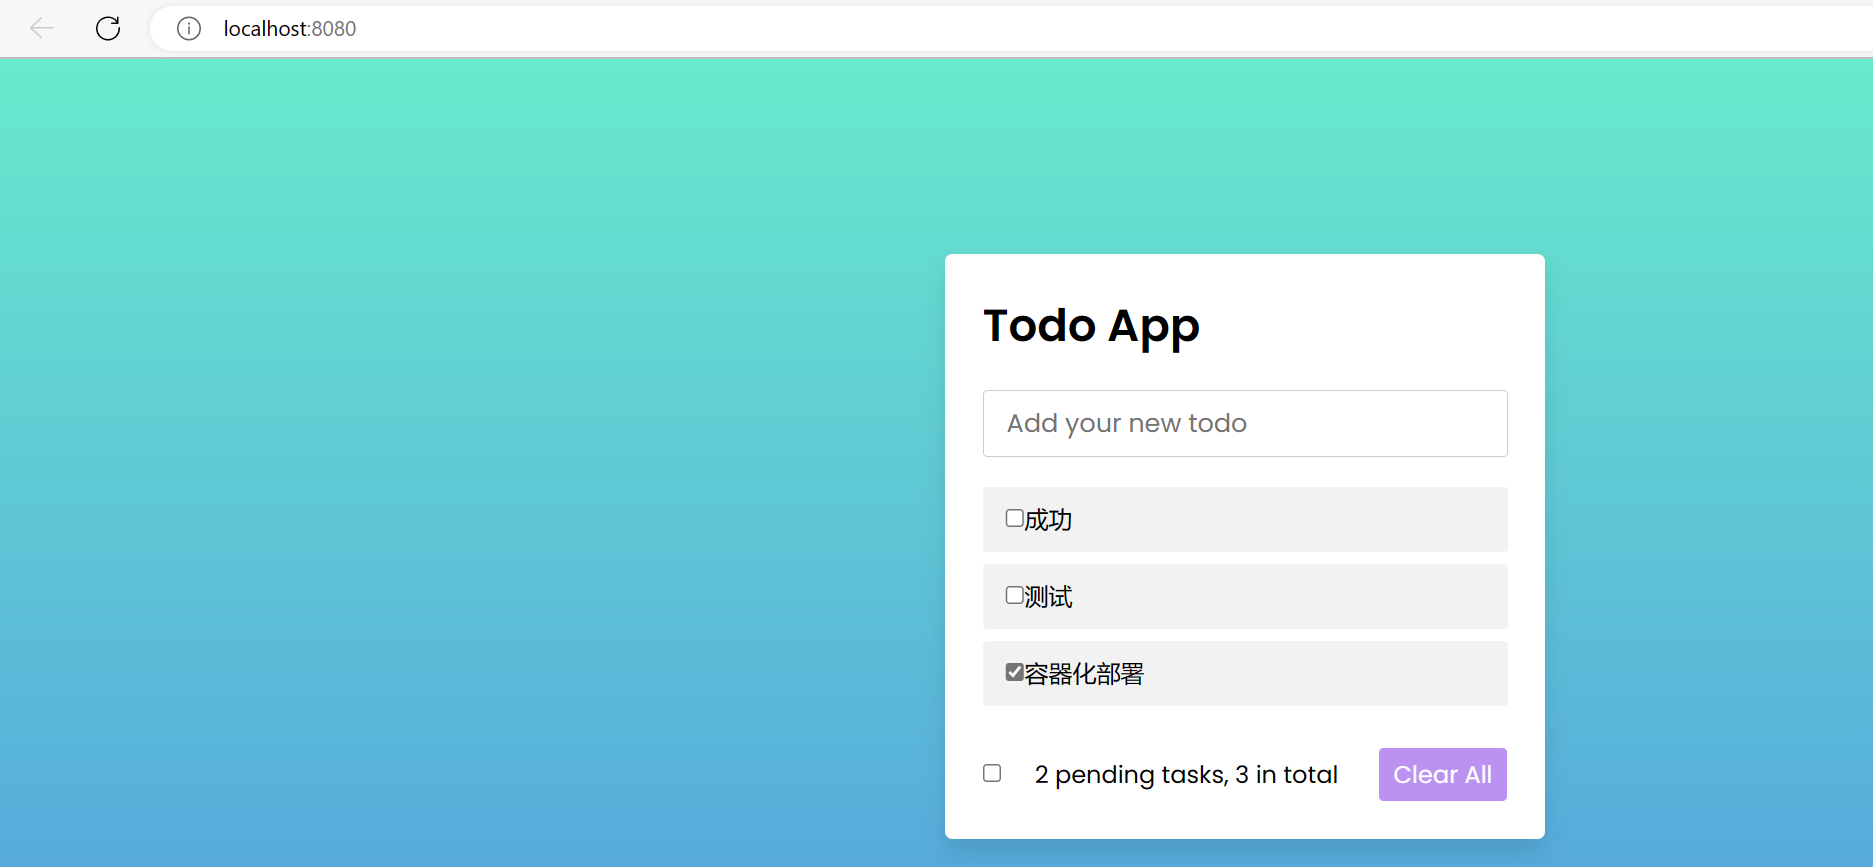 localhost:8080
Todo App
Add your new todo
成功
测试
容器化部署
2 pending tasks, 3 in total
Clear All